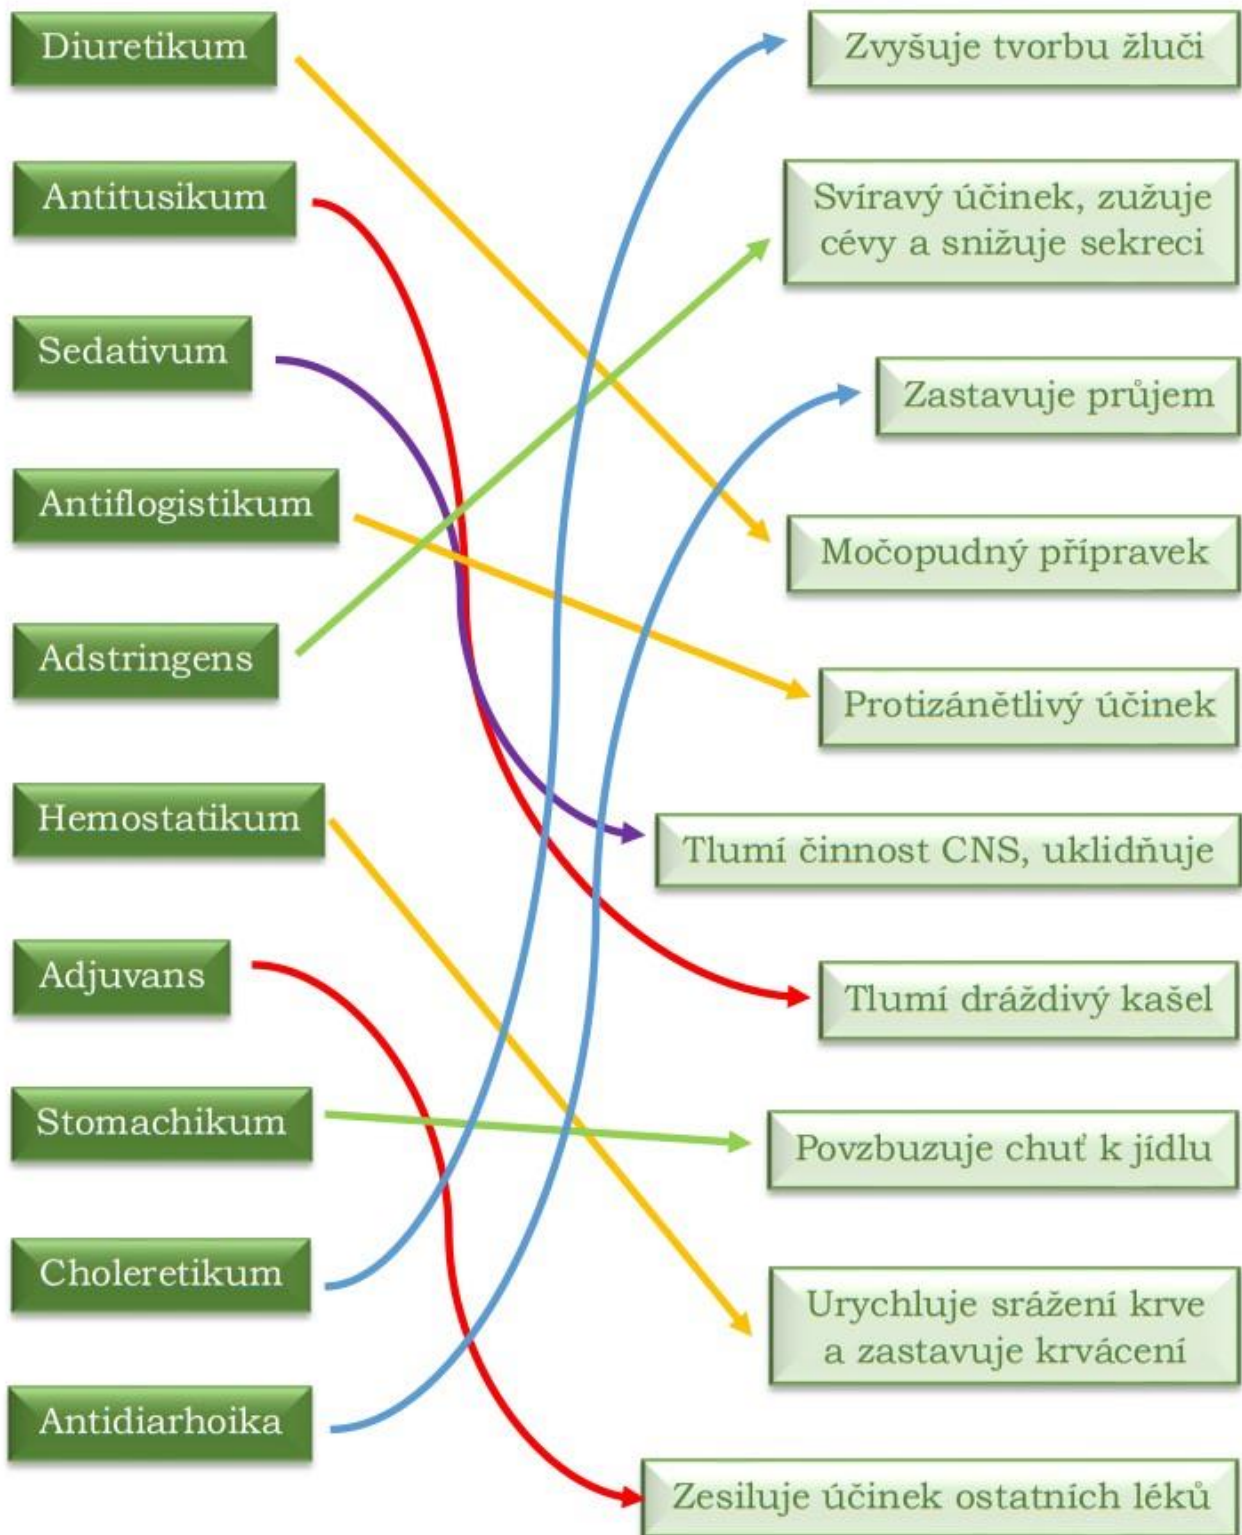 Diuretikum
Antitusikum
Sedativum
Antiflogistikum
Adstringens
Hemostatikum
Adjuvans
Stomachikum
Choleretikum
Antidiarhoika
Zvyšuje tvorbu žluči
Svíravý účinek, zužuje
cévy a snižuje sekreci
Zastavuje průjem
Močopudný přípravek
Protizánětlivý účinek
Tlumí činnost CNS, uklidňuje
Tlumí dráždivý kašel
Povzbuzuje chuť k jídlu
Urychluje srážení krve
a zastavuje krvácení
Zesiluje účinek ostatních léků